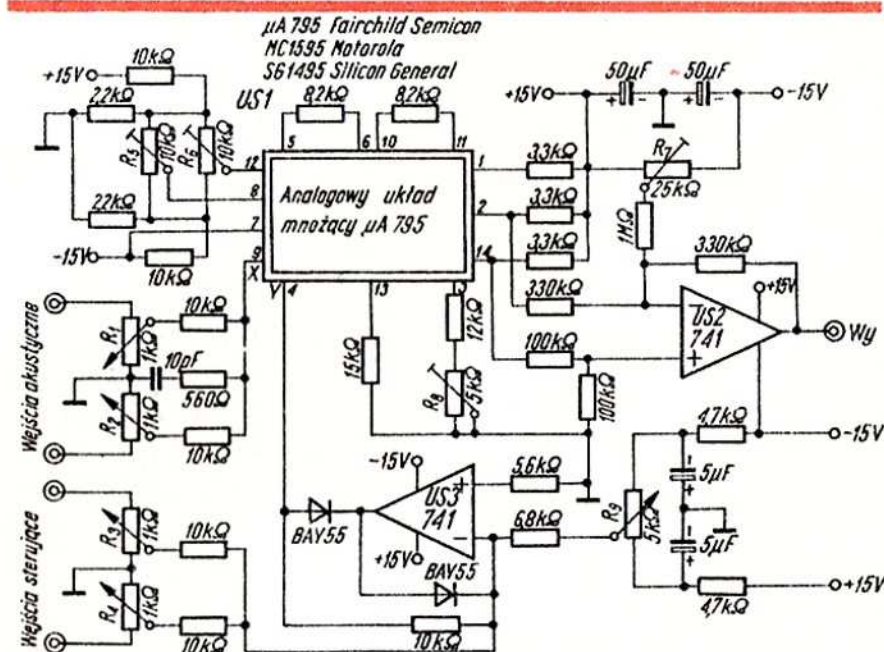 μA 795 Fairchild Semicon
MC1595 Motorola
SG1495 Silicon General
US1
10kΩ
+15V
2,2kΩ
R5
10kΩ
R6
10kΩ
2,2kΩ
-15V
10kΩ
8,2kΩ
8,2kΩ
5
6
10
11
12
8
7
9
X
Y
4
13
3
1
2
14
Analogowy układ
mnożący μA 795
50μF
50μF
+
-
+
-
+15V
-15V
3,3kΩ
3,3kΩ
3,3kΩ
R7
25kΩ
1MΩ
330kΩ
330kΩ
100kΩ
100kΩ
US2
741
-
+
+15V
Wy
-15V
Wejścia akustyczne
R1
1kΩ
10kΩ
10pF
560Ω
R2
1kΩ
10kΩ
15kΩ
12kΩ
R8
5kΩ
4,7kΩ
5μF
5μF
R9
5kΩ
4,7kΩ
+15V
5,6kΩ
6,8kΩ
-15V
US3
741
+
-
+15V
BAY55
BAY55
10kΩ
Wejścia sterujące
R3
1kΩ
10kΩ
R4
1kΩ
10kΩ